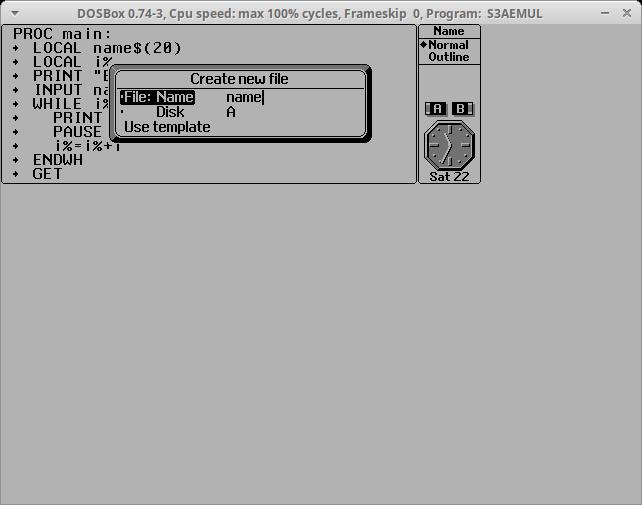 DOSBox 0.74-3, Cpu speed: max 100% cycles, Frameskip 0, Program: S3AEMUL
PROC main:
LOCAL name$(20)
LOCAL i%
PRINT "
INPUT na
WHILE i%
PRINT
PAUSE
i%=i%+1
ENDWH
GET
Create new file
File: Name name
Disk A
Use template
Name
Normal
Outline
A B
Sat 22